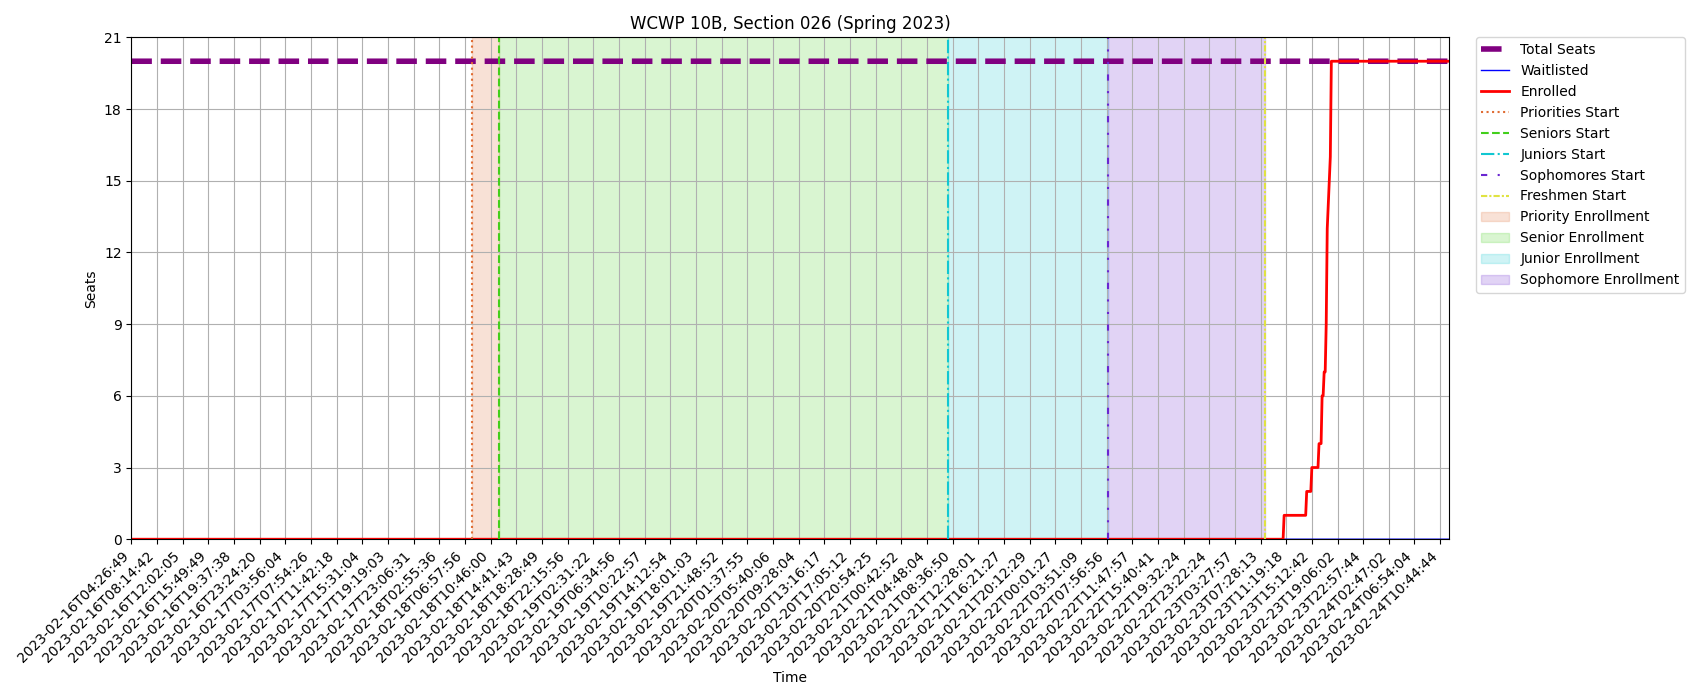 WCWP 10B, Section 026 (Spring 2023)
21
18
15
12
9
6
3
0
Seats
2023-02-16T04:26:49
2023-02-16T08:14:42
2023-02-16T12:02:05
2023-02-16T15:49:49
2023-02-16T19:37:38
2023-02-16T23:24:20
2023-02-17T03:56:04
2023-02-17T07:54:26
2023-02-17T11:42:18
2023-02-17T15:31:04
2023-02-17T19:19:03
2023-02-17T23:06:31
2023-02-18T02:55:36
2023-02-18T06:57:56
2023-02-18T10:46:00
2023-02-18T14:41:43
2023-02-18T18:28:49
2023-02-18T22:15:56
2023-02-19T02:31:22
2023-02-19T06:34:56
2023-02-19T10:22:57
2023-02-19T14:12:54
2023-02-19T18:01:03
2023-02-19T21:48:52
2023-02-20T01:37:55
2023-02-20T05:40:06
2023-02-20T09:28:04
2023-02-20T13:16:17
2023-02-20T17:05:12
2023-02-20T20:54:25
2023-02-21T00:42:52
2023-02-21T04:48:04
2023-02-21T08:36:50
2023-02-21T12:28:01
2023-02-21T16:21:27
2023-02-21T20:12:29
2023-02-22T00:01:27
2023-02-22T03:51:09
2023-02-22T07:56:56
2023-02-22T11:47:57
2023-02-22T15:40:41
2023-02-22T19:32:24
2023-02-22T23:22:24
2023-02-23T03:27:57
2023-02-23T07:28:13
2023-02-23T11:19:18
2023-02-23T15:12:42
2023-02-23T19:06:02
2023-02-23T22:57:44
2023-02-24T02:47:02
2023-02-24T06:54:04
2023-02-24T10:44:44
Time
Total Seats
Waitlisted
Enrolled
Priorities Start
Seniors Start
Juniors Start
Sophomores Start
Freshmen Start
Priority Enrollment
Senior Enrollment
Junior Enrollment
Sophomore Enrollment